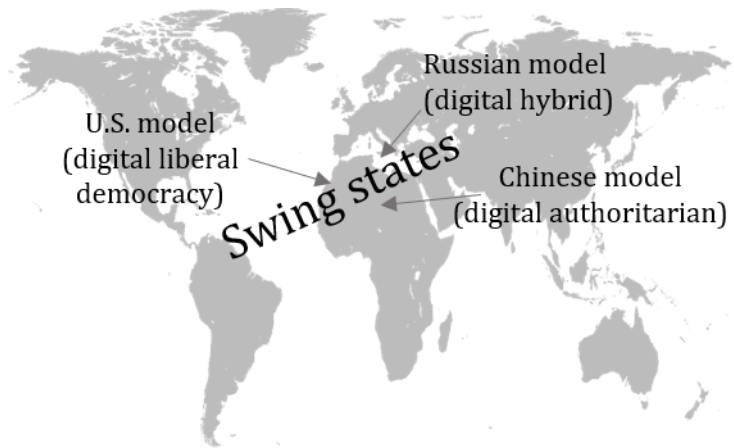 Russian model
(digital hybrid)
U.S. model
(digital liberal
democracy)
Swing states
Chinese model
(digital authoritarian)